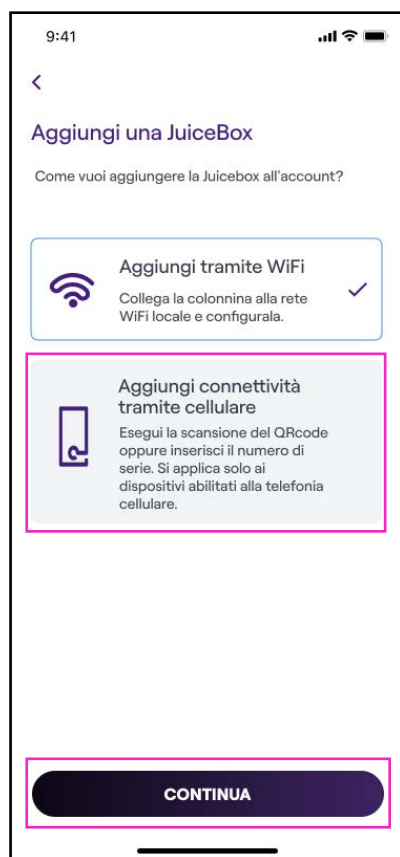 9:41
Aggiungi una JuiceBox
Come vuoi aggiungere la Juicebox all'account?
Aggiungi tramite WiFi
Collega la colonnina alla rete
WiFi locale e configurala.
Aggiungi connettività
tramite cellulare
Esegui la scansione del QRcode
oppure inserisci il numero di
serie. Si applica solo ai
dispositivi abilitati alla telefonia
cellulare.
CONTINUA